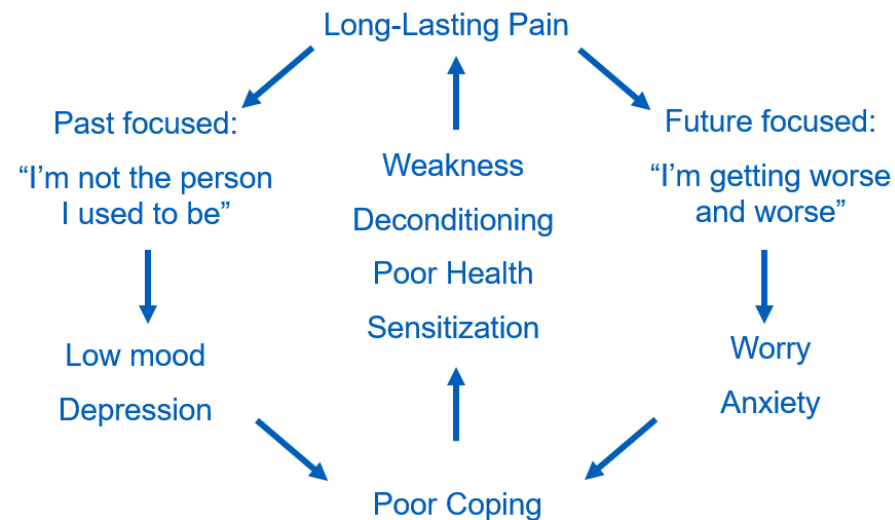 Long-Lasting Pain
Past focused:
“I’m not the person
I used to be”
Low mood
Depression
Weakness
Deconditioning
Poor Health
Sensitization
Future focused:
“I’m getting worse
and worse”
Worry
Anxiety
Poor Coping